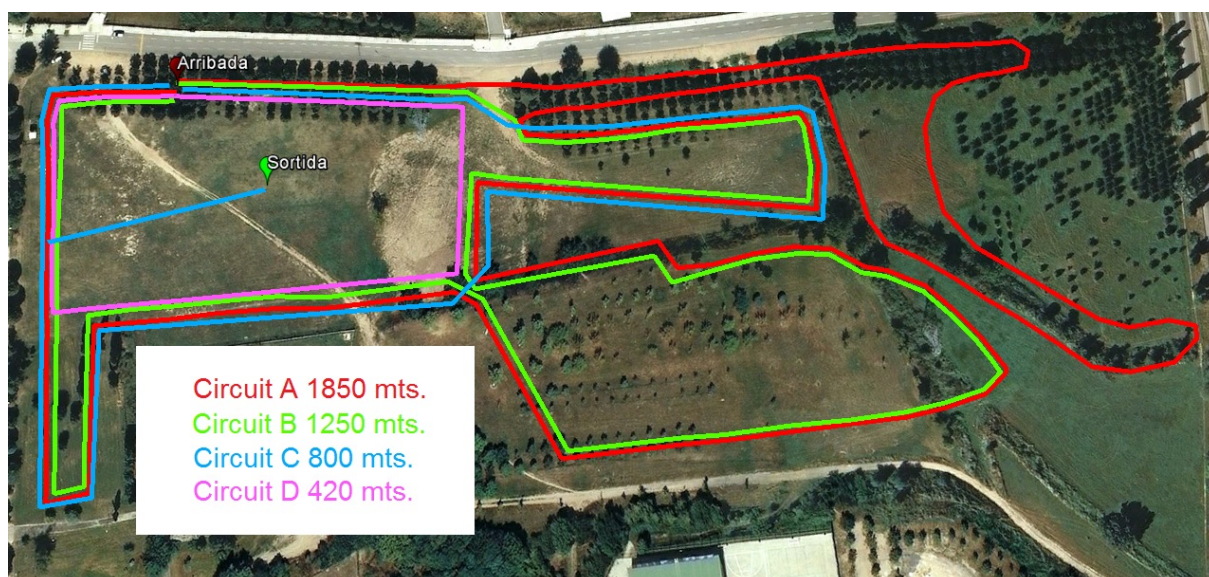 Arribada
Sortida
Circuit A 1850 mts.
Circuit B 1250 mts.
Circuit C 800 mts.
Circuit D 420 mts.